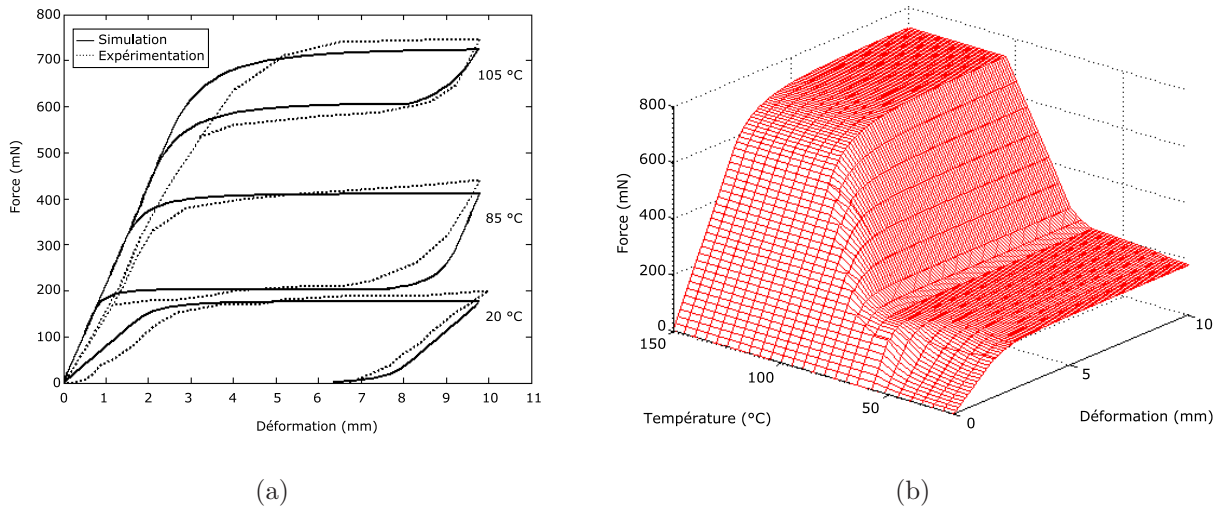 800
700
600
500
400
300
200
100
0
Force (mN)
Simulation
Expérimentation
105 °C
85 °C
20 °C
0 1 2 3 4 5 6 7 8 9 10 11
Déformation (mm)
(a)
800
600
400
200
0
Force (mN)
150
100
50
Température (°C)
0
5
10
Déformation (mm)
(b)